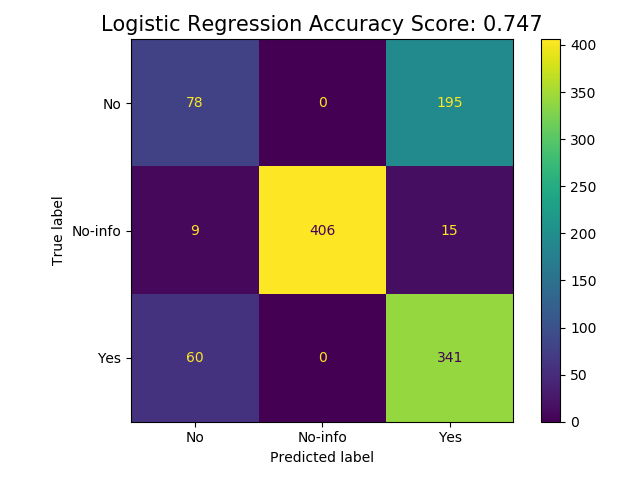 Logistic Regression Accuracy Score: 0.747
No
78
0
195
No-info
9
406
15
Yes
60
0
341
No
No-info
Yes
Predicted label
True label
400
350
300
250
200
150
100
50
0